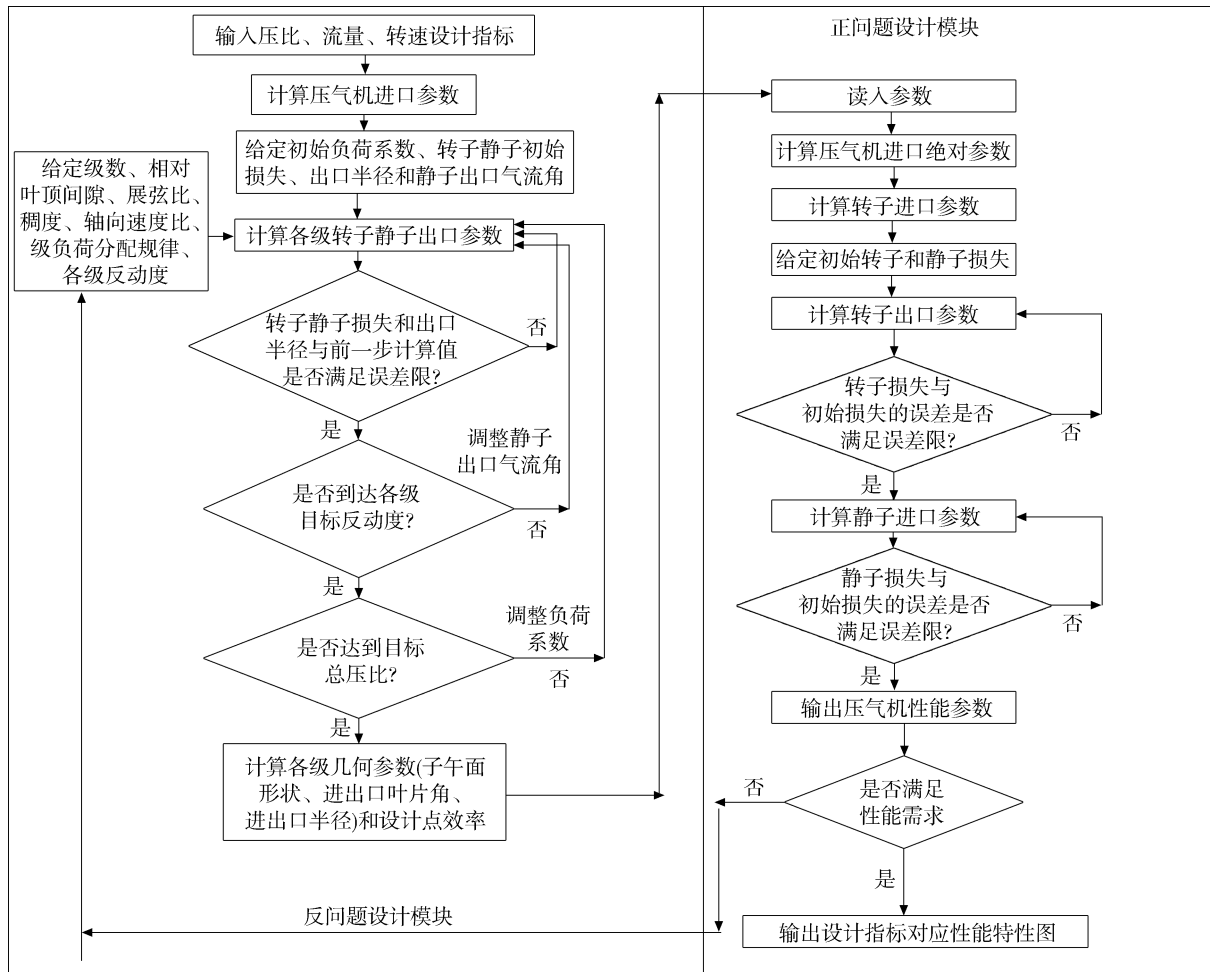 输入压比、流量、转速设计指标
计算压气机进口参数
给定初始负荷系数、转子静子初始
损失、出口半径和静子出口气流角
给定级数、相对
叶顶间隙、展弦比、
稠度、轴向速度比、
级负荷分配规律、
各级反动度
计算各级转子静子出口参数
转子静子损失和出口
半径与前一步计算值
是否满足误差限?
否
是
调整静子
出口气流角
是否到达各级
目标反动度?
否
是
调整负荷
系数
是否达到目标
总压比?
否
是
计算各级几何参数(子午面
形状、进出口叶片角、
进出口半径)和设计点效率
反问题设计模块
正问题设计模块
读入参数
计算压气机进口绝对参数
计算转子进口参数
给定初始转子和静子损失
计算转子出口参数
转子损失与
初始损失的误差是否
满足误差限?
否
是
计算静子进口参数
静子损失与
初始损失的误差是否
满足误差限?
否
是
输出压气机性能参数
是否满足
性能需求
否
是
输出设计指标对应性能特性图